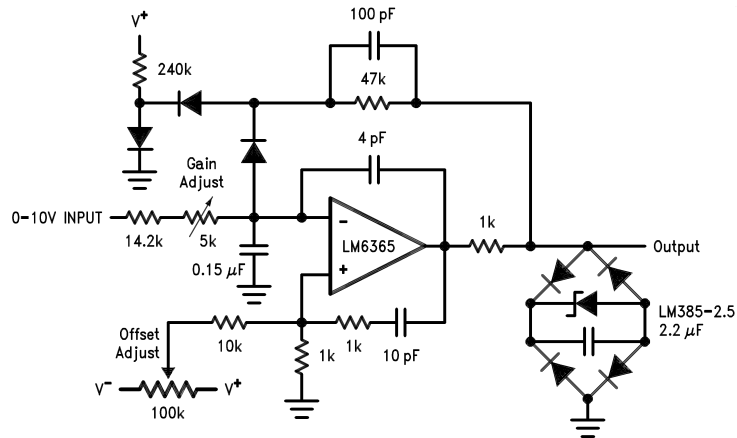 V+
100 pF
240k
47k
4 pF
Gain
Adjust
0-10V INPUT
14.2k
5k
-
LM6365
+
1k
Output
0.15 μF
LM385-2.5
2.2 μF
Offset
Adjust
10k
1k
1k
10 pF
V-
V+
100k